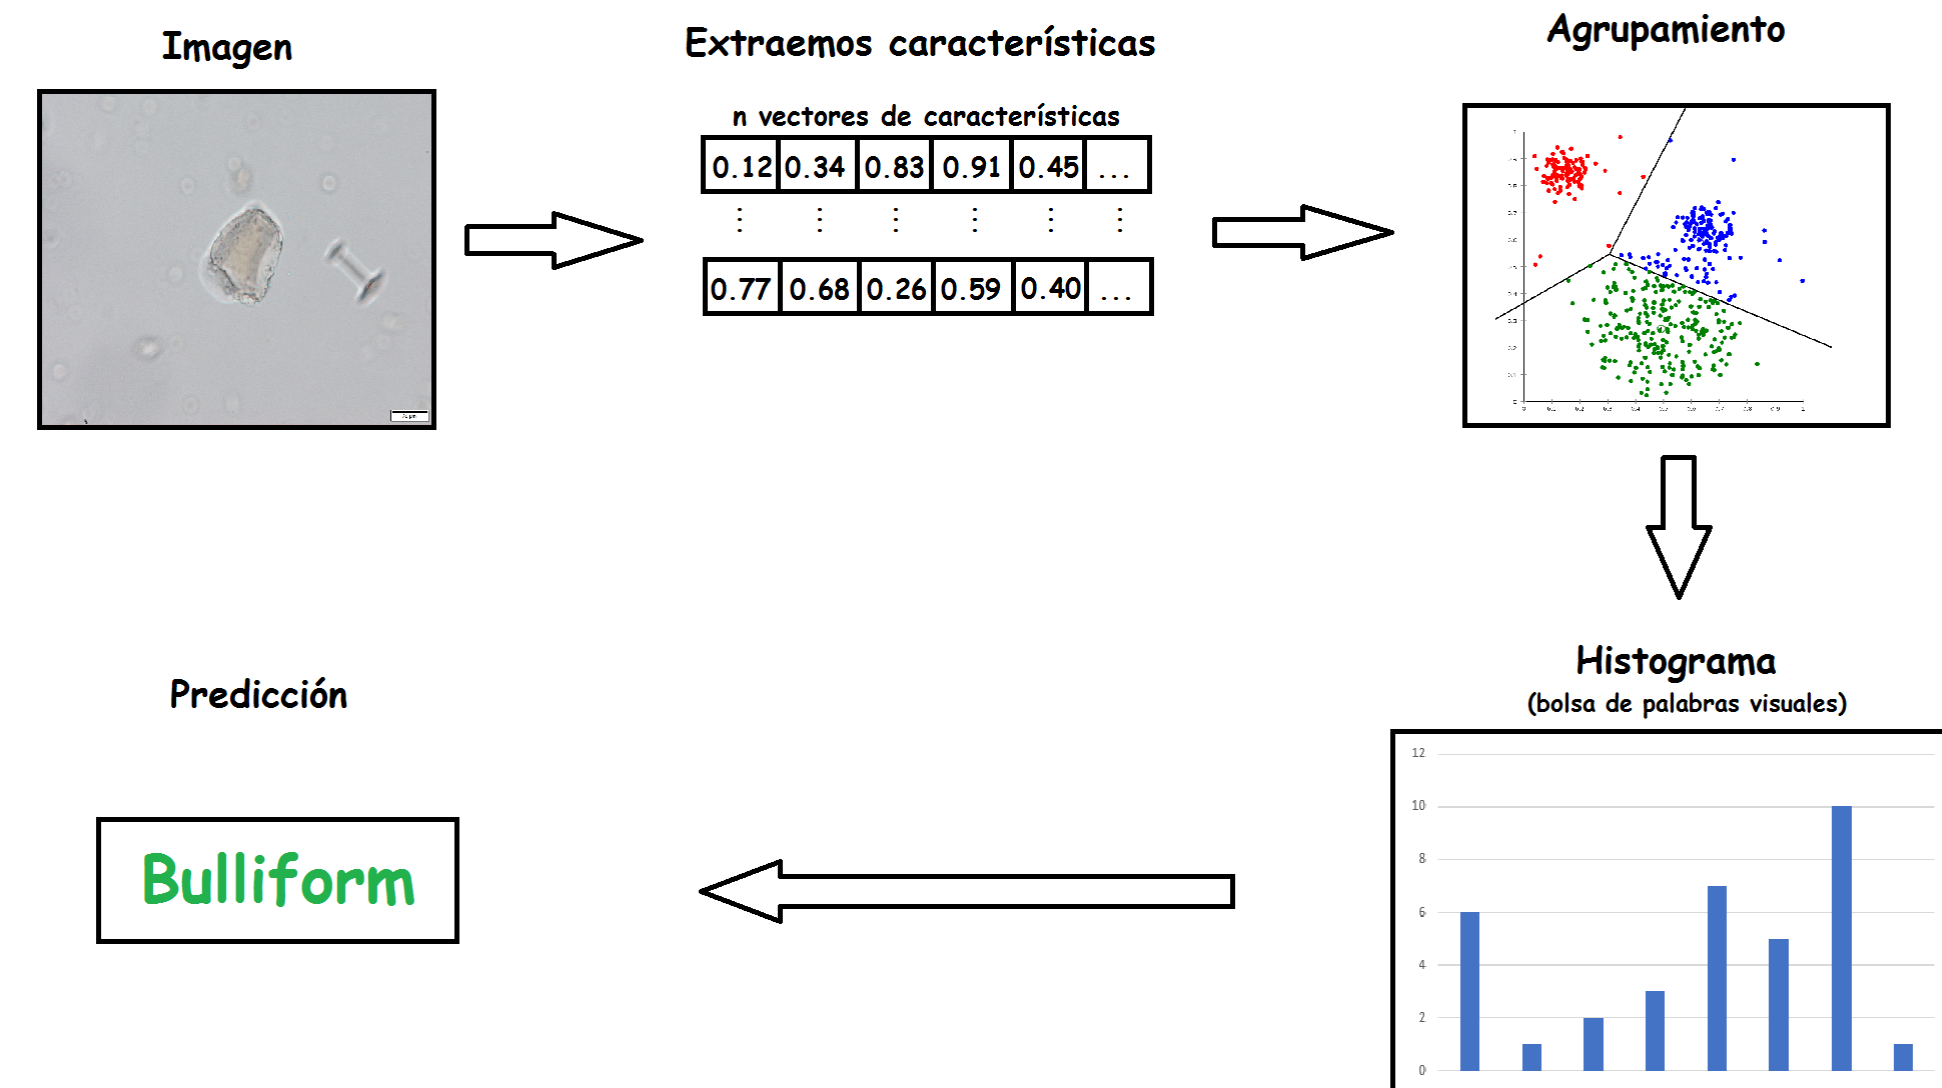 Imagen
Extraemos características
Agrupamiento
n vectores de características
0.12 0.34 0.83 0.91 0.45 ...
0.77 0.68 0.26 0.59 0.40 ...
Histograma
(bolsa de palabras visuales)
12
10
8
6
4
2
0
Predicción
Bulliform